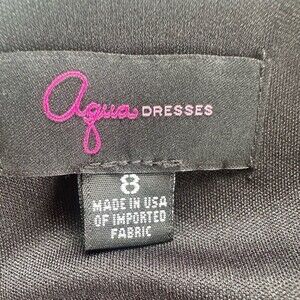 aqua DRESSES
8
MADE IN USA
OF IMPORTED
FABRIC